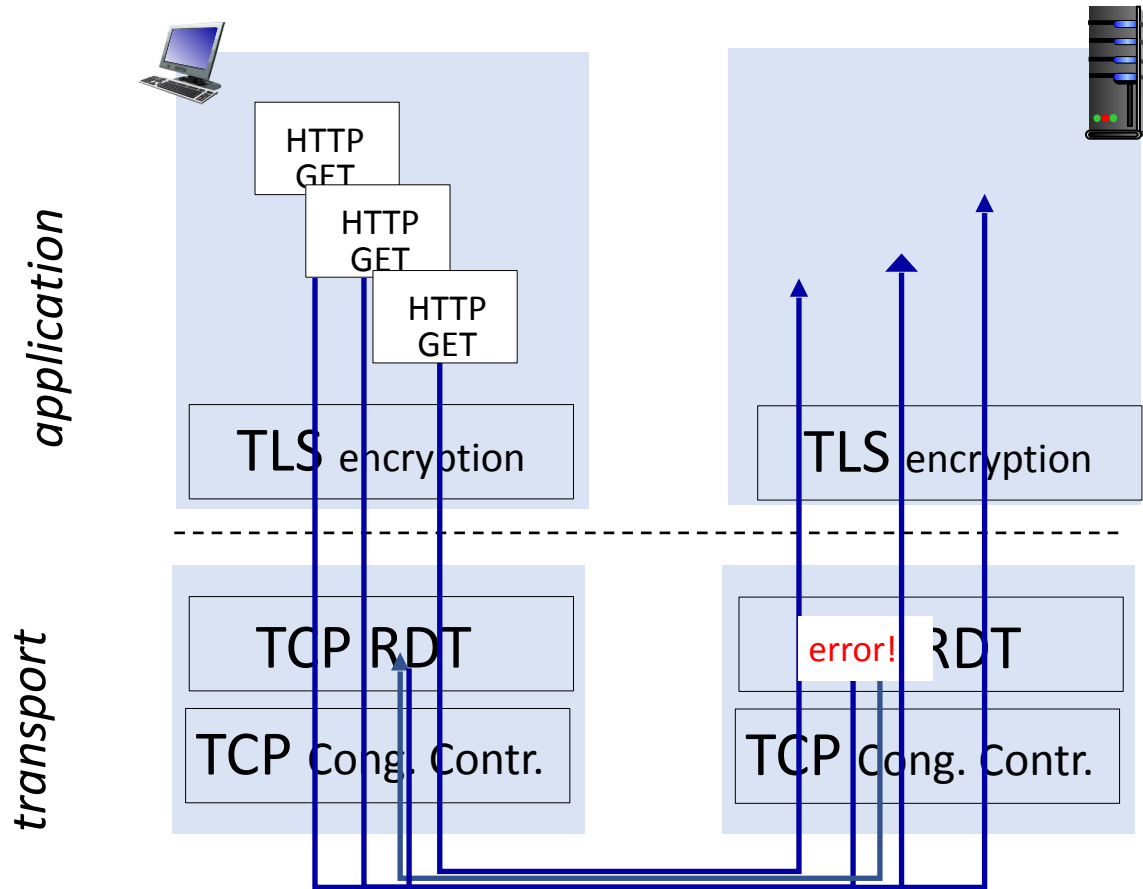 application
HTTP
GET
HTTP
GET
HTTP
GET
TLS encryption
TLS encryption
transport
TCP RDT
error! RDT
TCP Cong. Contr.
TCP Cong. Contr.